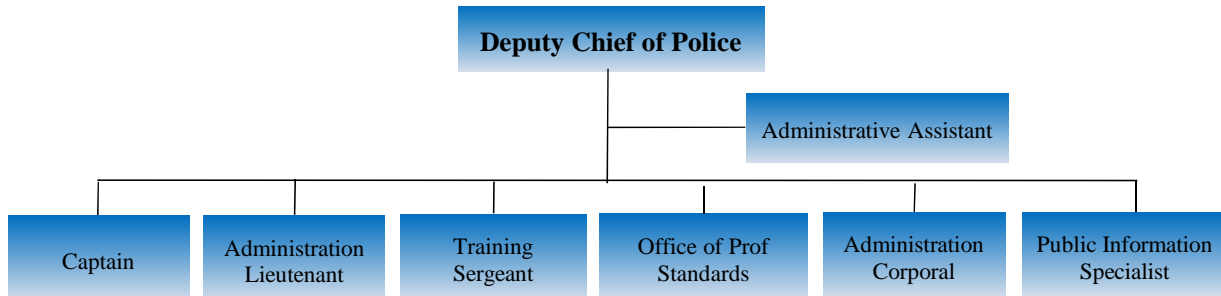 Deputy Chief of Police
Administrative Assistant
Captain
Administration
Lieutenant
Training
Sergeant
Office of Prof
Standards
Administration
Corporal
Public Information
Specialist